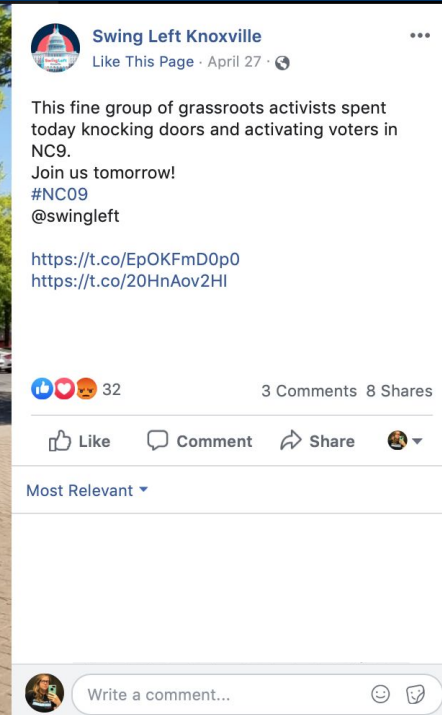 Swing Left Knoxville
Like This Page · April 27 ·
This fine group of grassroots activists spent
today knocking doors and activating voters in
NC9.
Join us tomorrow!
#NC09
@swingleft
https://t.co/EpOKFmD0p0
https://t.co/20HnAov2HI
32
3 Comments 8 Shares
Like Comment Share
Most Relevant
Write a comment...